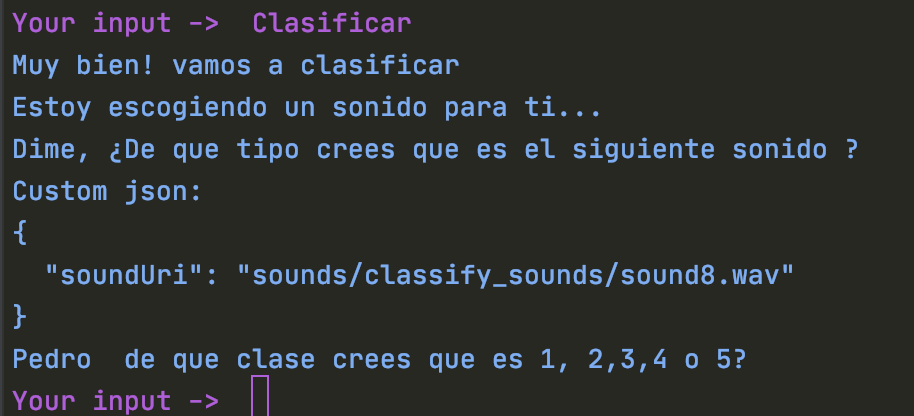 Your input ->  Clasificar
Muy bien! vamos a clasificar
Estoy escogiendo un sonido para ti...
Dime, ¿De que tipo crees que es el siguiente sonido ?
Custom json:
{
  "soundUri": "sounds/classify_sounds/sound8.wav"
}
Pedro  de que clase crees que es 1, 2,3,4 o 5?
Your input ->